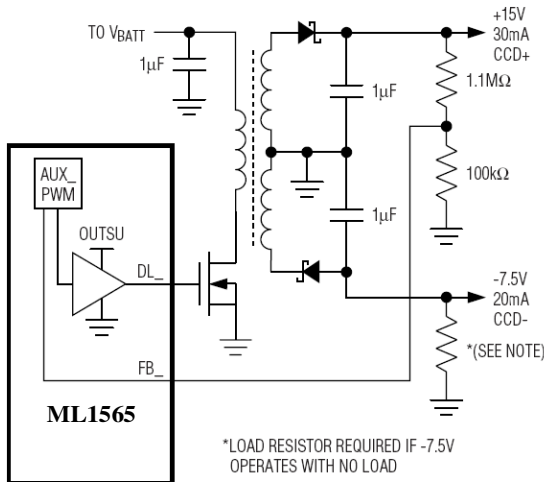 TO VBATT
1µF
+15V
30mA
CCD+
1µF
1.1MΩ
AUX_
PWM
100kΩ
OUTSU
1µF
DL_
-7.5V
20mA
CCD-
*(SEE NOTE)
FB_
ML1565
*LOAD RESISTOR REQUIRED IF -7.5V
OPERATES WITH NO LOAD